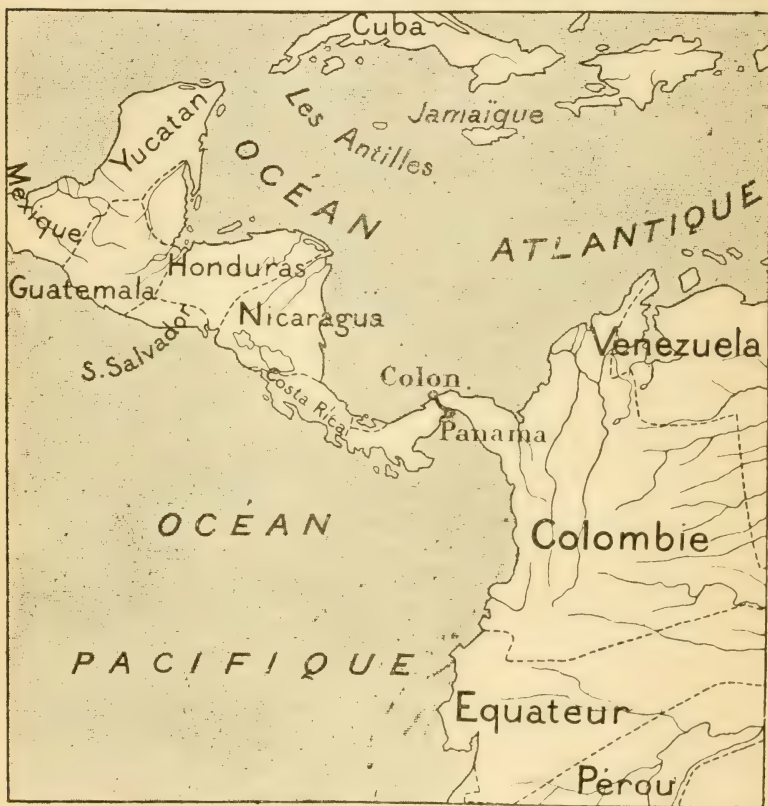 Cuba
Les Antilles
Jamaïque
Yucatan
OCÉAN
ATLANTIQUE
Mexique
Honduras
Guatemala
Nicaragua
S. Salvador
Venezuela
Costa Rica
Colon
Panama
OCÉAN
Colombie
PACIFIQUE
Equateur
Pérou